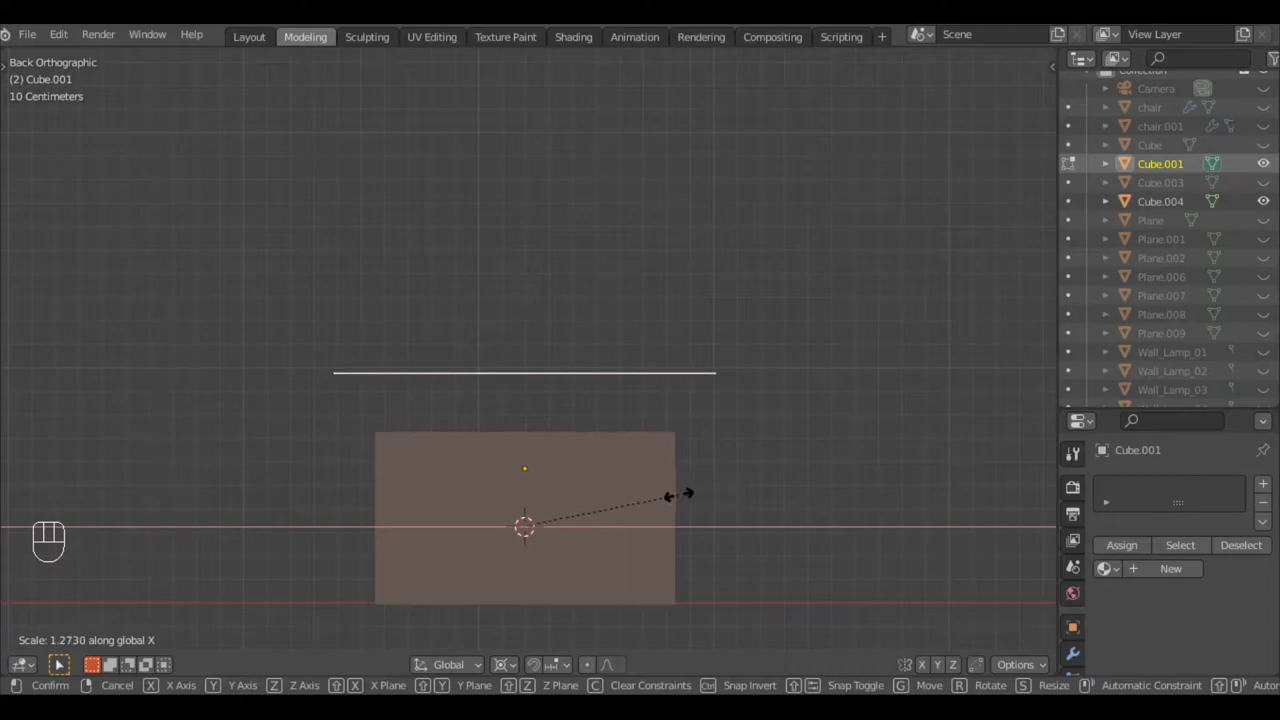 File Edit Render Window Help Layout Modeling Sculpting UV Editing Texture Paint Shading Animation Rendering Compositing Scripting + Scene View Layer
Back Orthographic
(2) Cube.001
10 Centimeters
Camera
chair
chair.001
Cube
Cube.001
Cube.003
Cube.004
Plane
Plane.001
Plane.002
Plane.006
Plane.007
Plane.008
Plane.009
Wall_Lamp_01
Wall_Lamp_02
Wall_Lamp_03
Cube.001
Assign Select Deselect
New
Scale: 1.2730 along global X
Global X Y Z Options
Confirm Cancel X X Axis Y Y Axis Z Z Axis X X Plane Y Y Plane Z Z Plane C Clear Constraints Ctrl Snap Invert Snap Toggle G Move R Rotate S Resize Automatic Constraint Autor